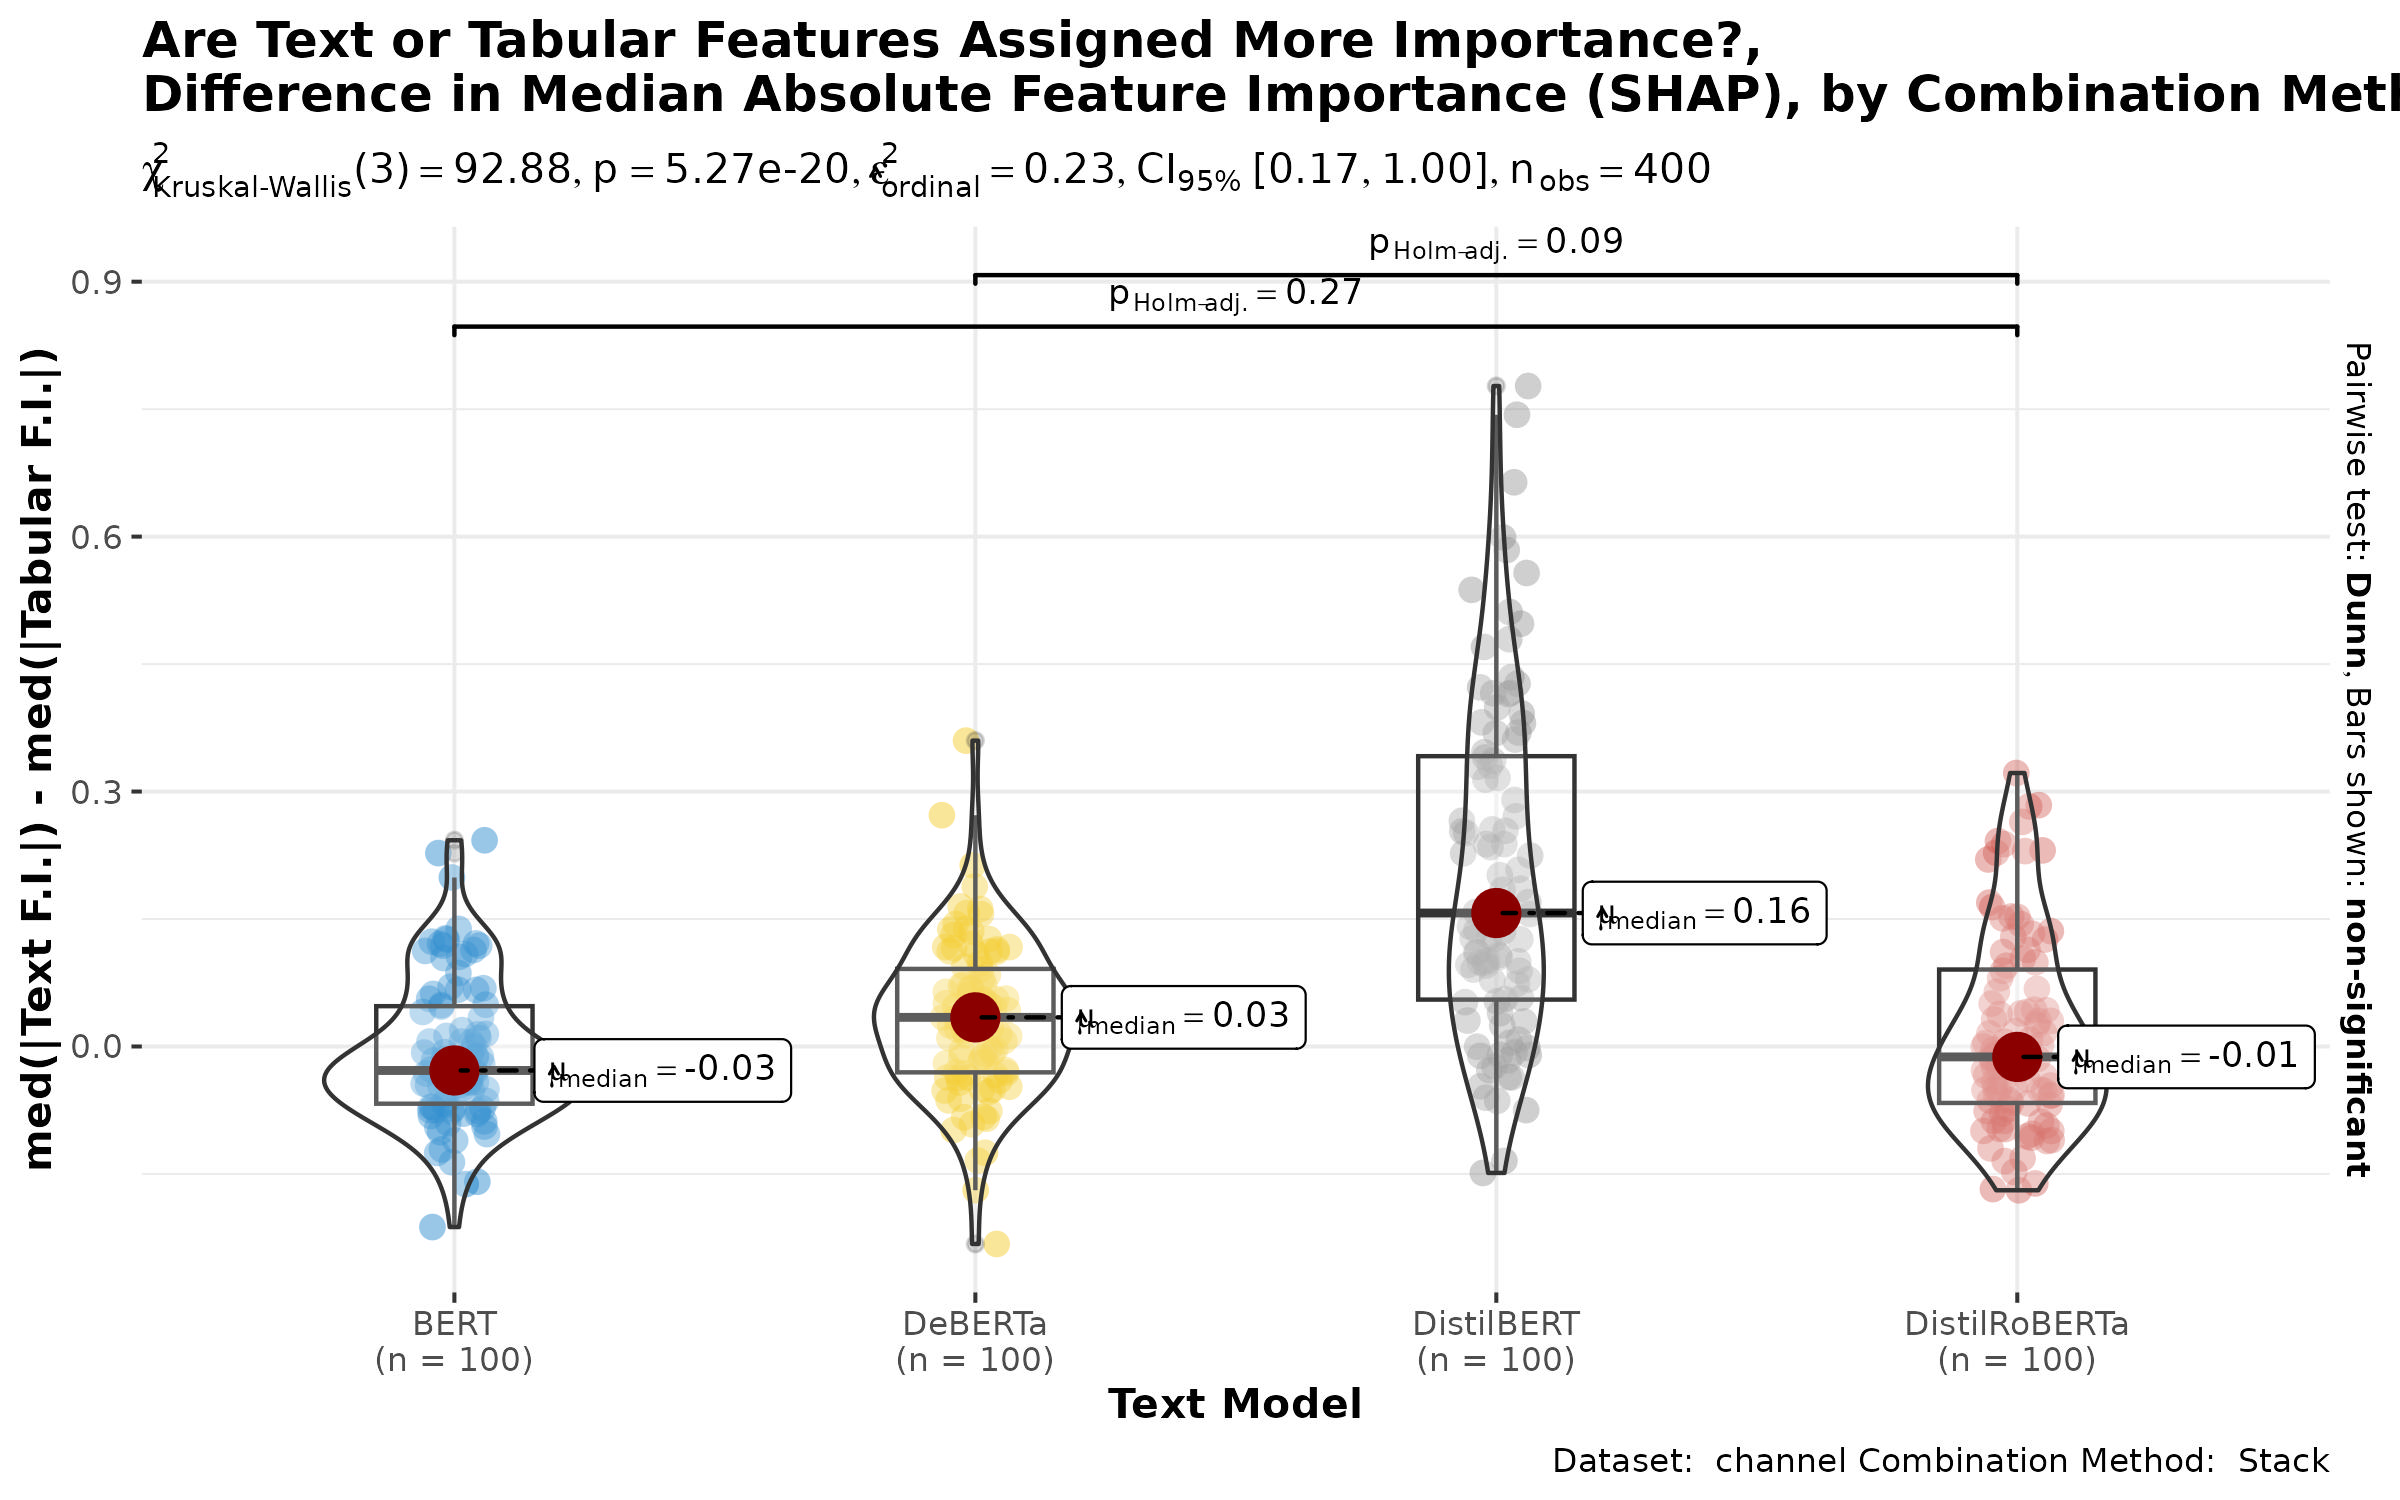 Are Text or Tabular Features Assigned More Importance?,
Difference in Median Absolute Feature Importance (SHAP), by Combination Meth
χ²Kruskal-Wallis(3) = 92.88, p = 5.27e-20, ε̂²ordinal = 0.23, CI95% [0.17, 1.00], nobs = 400
pHolm-adj. = 0.09
pHolm-adj. = 0.27
0.9
0.6
0.3
0.0
med(|Text F.I.|) - med(|Tabular F.I.|)
μ̂median = -0.03
μ̂median = 0.03
μ̂median = 0.16
μ̂median = -0.01
Pairwise test: Dunn, Bars shown: non-significant
BERT
(n = 100)
DeBERTa
(n = 100)
DistilBERT
(n = 100)
DistilRoBERTa
(n = 100)
Text Model
Dataset:  channel Combination Method:  Stack